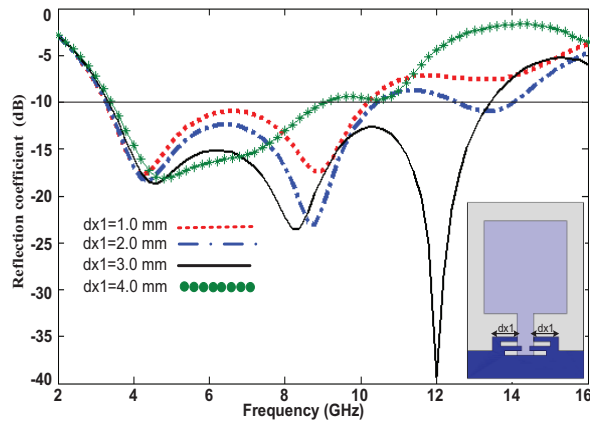 0
-5
-10
-15
-20
-25
-30
-35
-40
Reflection coefficient (dB)
dx1=1.0 mm
dx1=2.0 mm
dx1=3.0 mm
dx1=4.0 mm
dx1 dx1
2 4 6 8 10 12 14 16
Frequency (GHz)